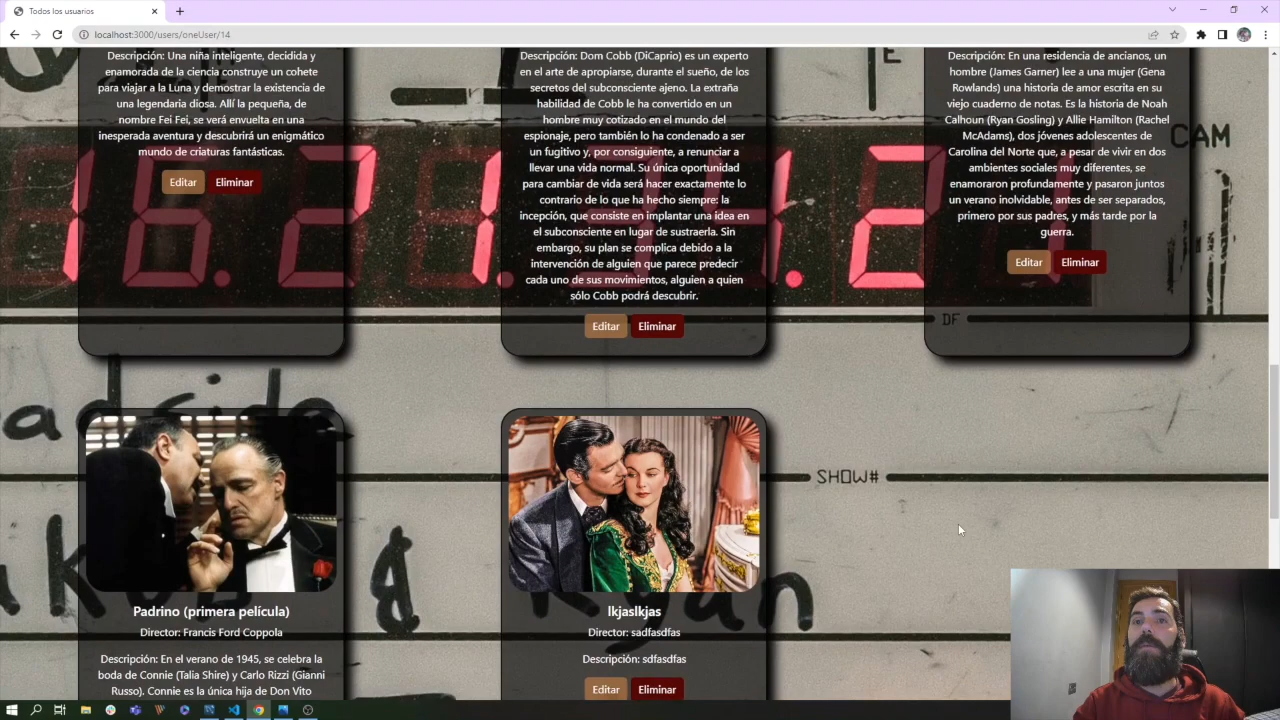 Todos los usuarios
localhost:3000/users/oneUser/14
Descripción: Una niña inteligente, decidida y
enamorada de la ciencia construye un cohete
para viajar a la Luna y demostrar la existencia de
una legendaria diosa. Allí la pequeña, de
nombre Fei Fei, se verá envuelta en una
inesperada aventura y descubrirá un enigmático
mundo de criaturas fantásticas.
Editar Eliminar
Descripción: Dom Cobb (DiCaprio) es un experto
en el arte de apropiarse, durante el sueño, de los
secretos del subconsciente ajeno. La extraña
habilidad de Cobb le ha convertido en un
hombre muy cotizado en el mundo del
espionaje, pero también lo ha condenado a ser
un fugitivo y, por consiguiente, a renunciar a
llevar una vida normal. Su única oportunidad
para cambiar de vida será hacer exactamente lo
contrario de lo que ha hecho siempre: la
incepción, que consiste en implantar una idea en
el subconsciente en lugar de sustraerla. Sin
embargo, su plan se complica debido a la
intervención de alguien que parece predecir
cada uno de sus movimientos, alguien a quien
sólo Cobb podrá descubrir.
Editar Eliminar
Descripción: En una residencia de ancianos, un
hombre (James Garner) lee a una mujer (Gena
Rowlands) una historia de amor escrita en su
viejo cuaderno de notas. Es la historia de Noah
Calhoun (Ryan Gosling) y Allie Hamilton (Rachel
McAdams), dos jóvenes adolescentes de
Carolina del Norte que, a pesar de vivir en dos
ambientes sociales muy diferentes, se
enamoraron profundamente y pasaron juntos
un verano inolvidable, antes de ser separados,
primero por sus padres, y más tarde por la
guerra.
Editar Eliminar
CAM
DF
SHOW#
Padrino (primera película)
Director: Francis Ford Coppola
Descripción: En el verano de 1945, se celebra la
boda de Connie (Talia Shire) y Carlo Rizzi (Gianni
Russo). Connie es la única hija de Don Vito
lkjaslkjas
Director: sadfasdfas
Descripción: sdfasdfas
Editar Eliminar